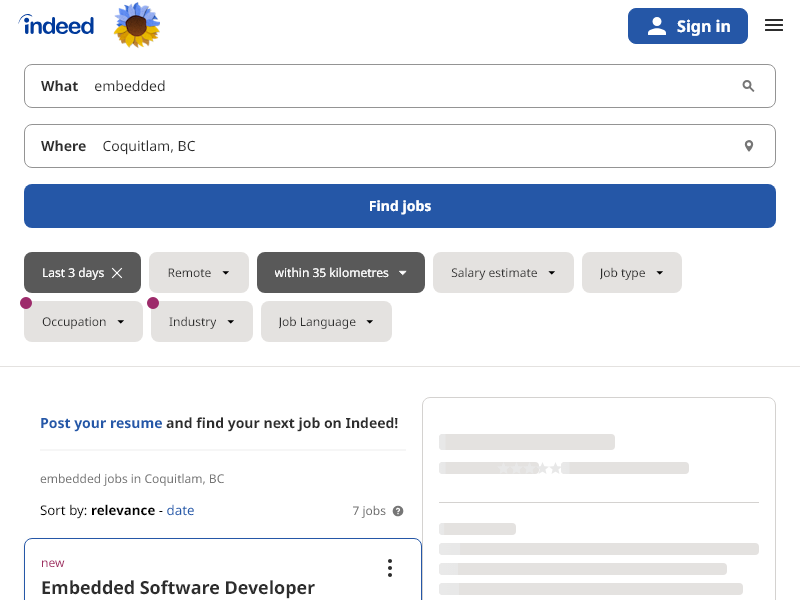 indeed
Sign in
What embedded
Where Coquitlam, BC
Find jobs
Last 3 days Remote within 35 kilometres Salary estimate Job type
Occupation Industry Job Language
Post your resume and find your next job on Indeed!
embedded jobs in Coquitlam, BC
Sort by: relevance - date 7 jobs ?
new
Embedded Software Developer